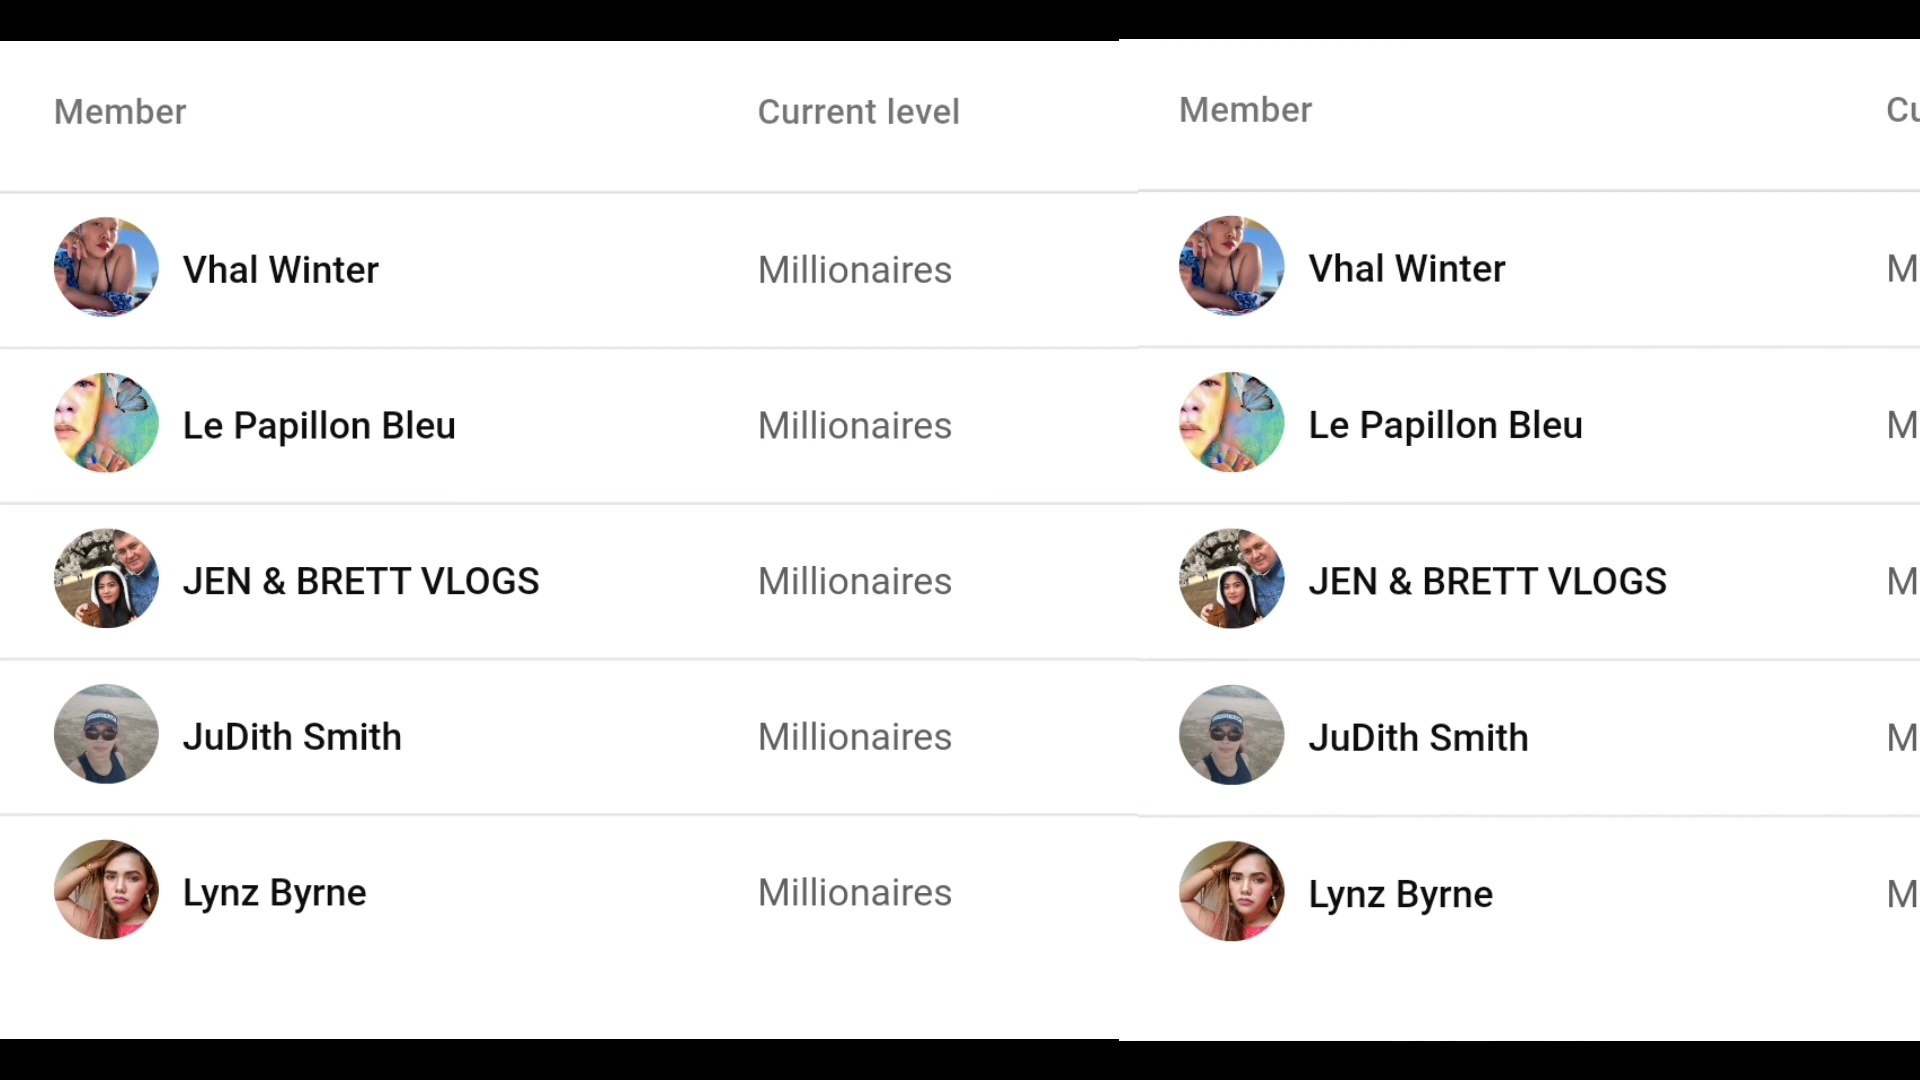 Member Current level Member Cu
Vhal Winter Millionaires Vhal Winter M
Le Papillon Bleu Millionaires Le Papillon Bleu M
JEN & BRETT VLOGS Millionaires JEN & BRETT VLOGS M
JuDith Smith Millionaires JuDith Smith M
Lynz Byrne Millionaires Lynz Byrne M